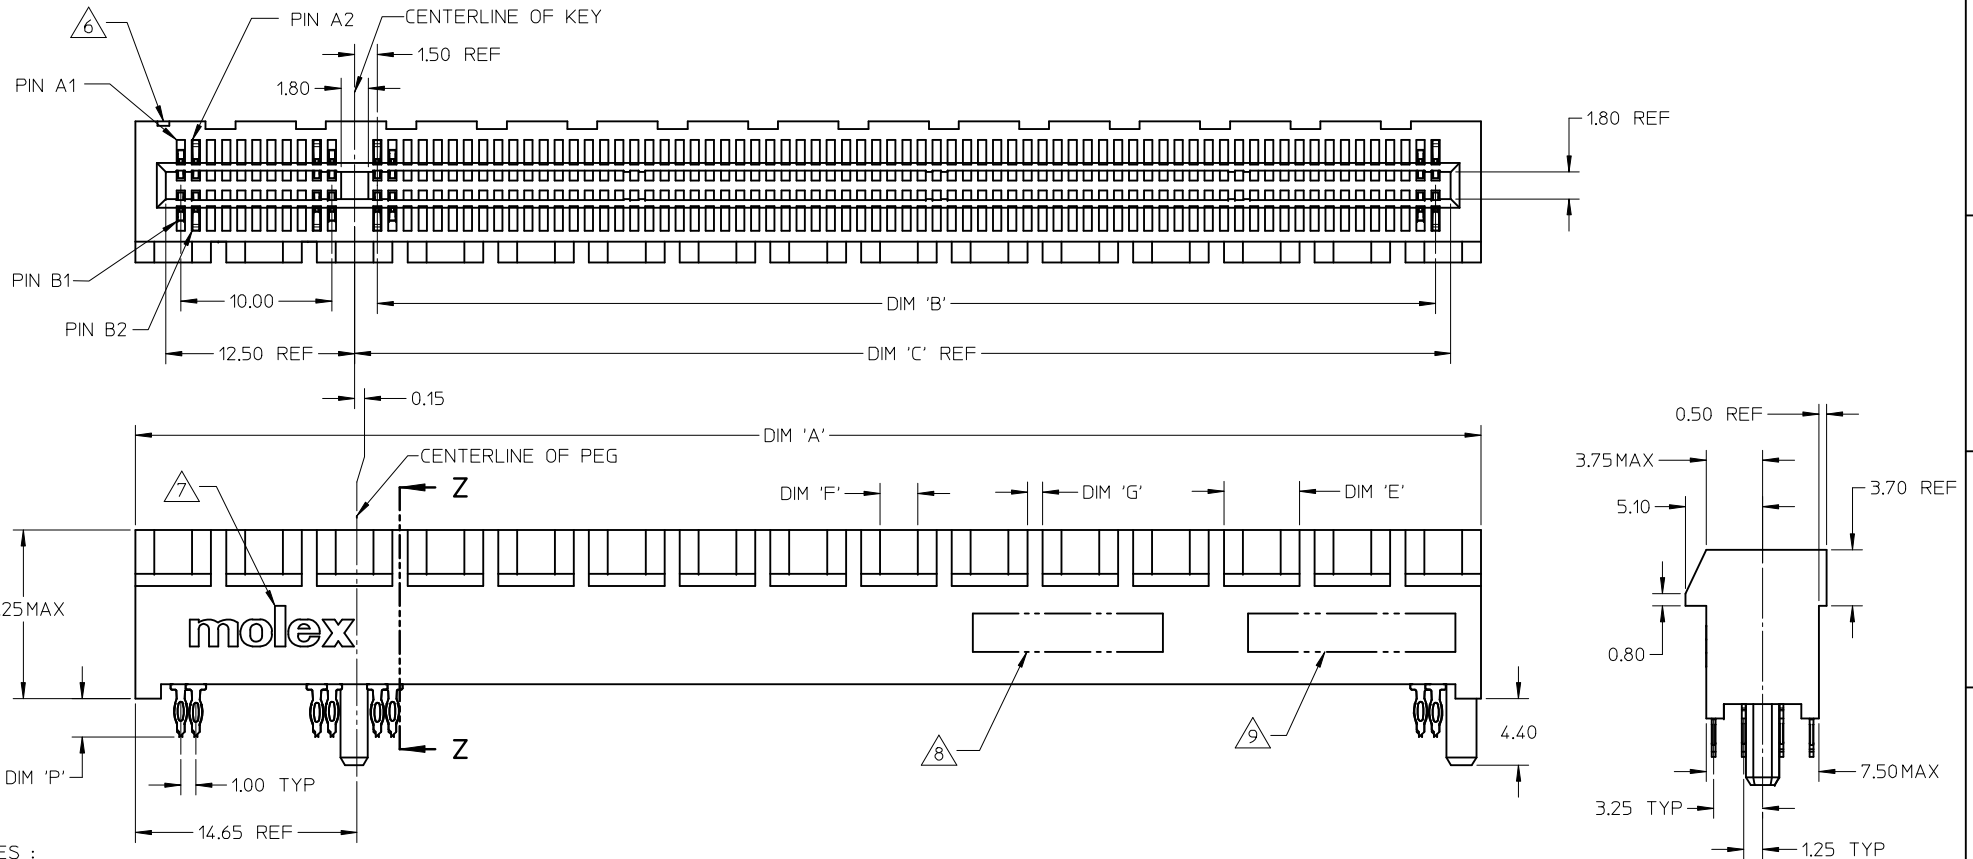 6
PIN A2
CENTERLINE OF KEY
1.50 REF
PIN A1
1.80
1.80 REF
PIN B1
10.00
DIM 'B'
PIN B2
12.50 REF
DIM 'C' REF
0.15
0.50 REF
DIM 'A'
CENTERLINE OF PEG
3.75MAX
7
Z
DIM 'F'
DIM 'G'
DIM 'E'
3.70 REF
5.10
.25MAX
molex
0.80
8
9
4.40
Z
DIM 'P'
1.00 TYP
7.50MAX
3.25 TYP
14.65 REF
1.25 TYP
ES :